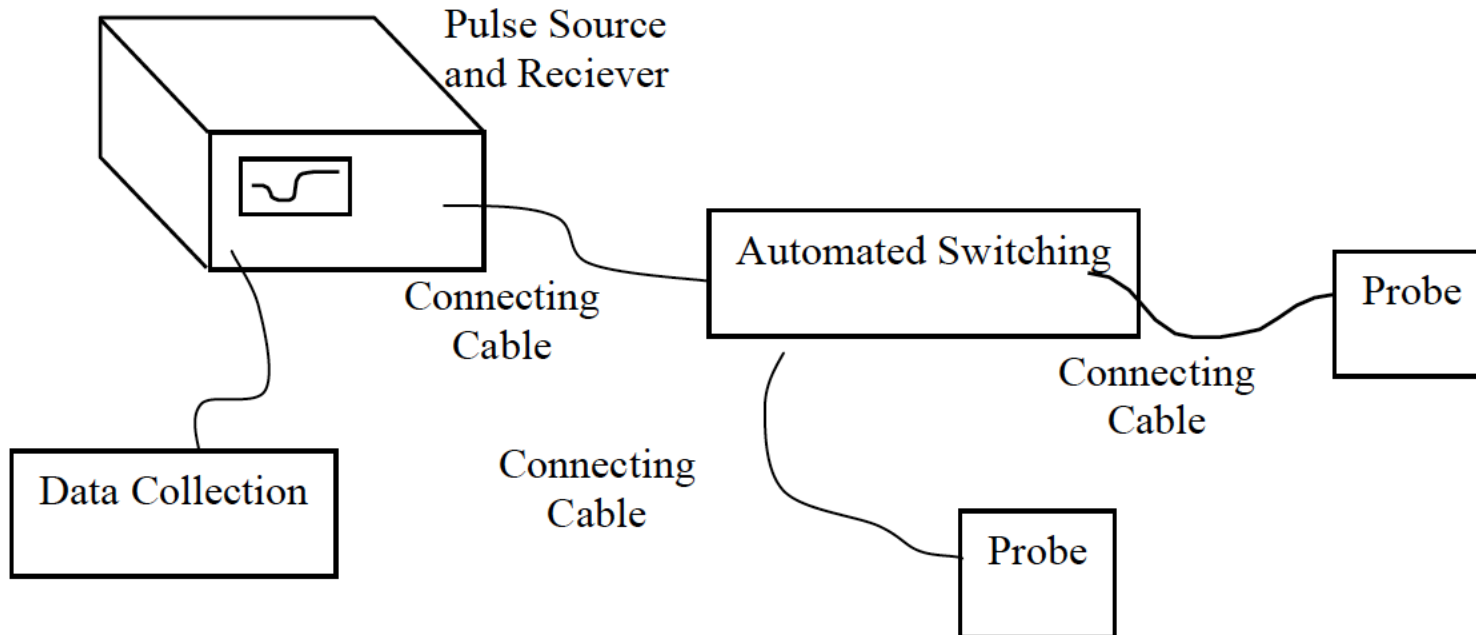 Pulse Source
and Reciever
Automated Switching
Probe
Connecting
Cable
Connecting
Cable
Connecting
Cable
Data Collection
Probe